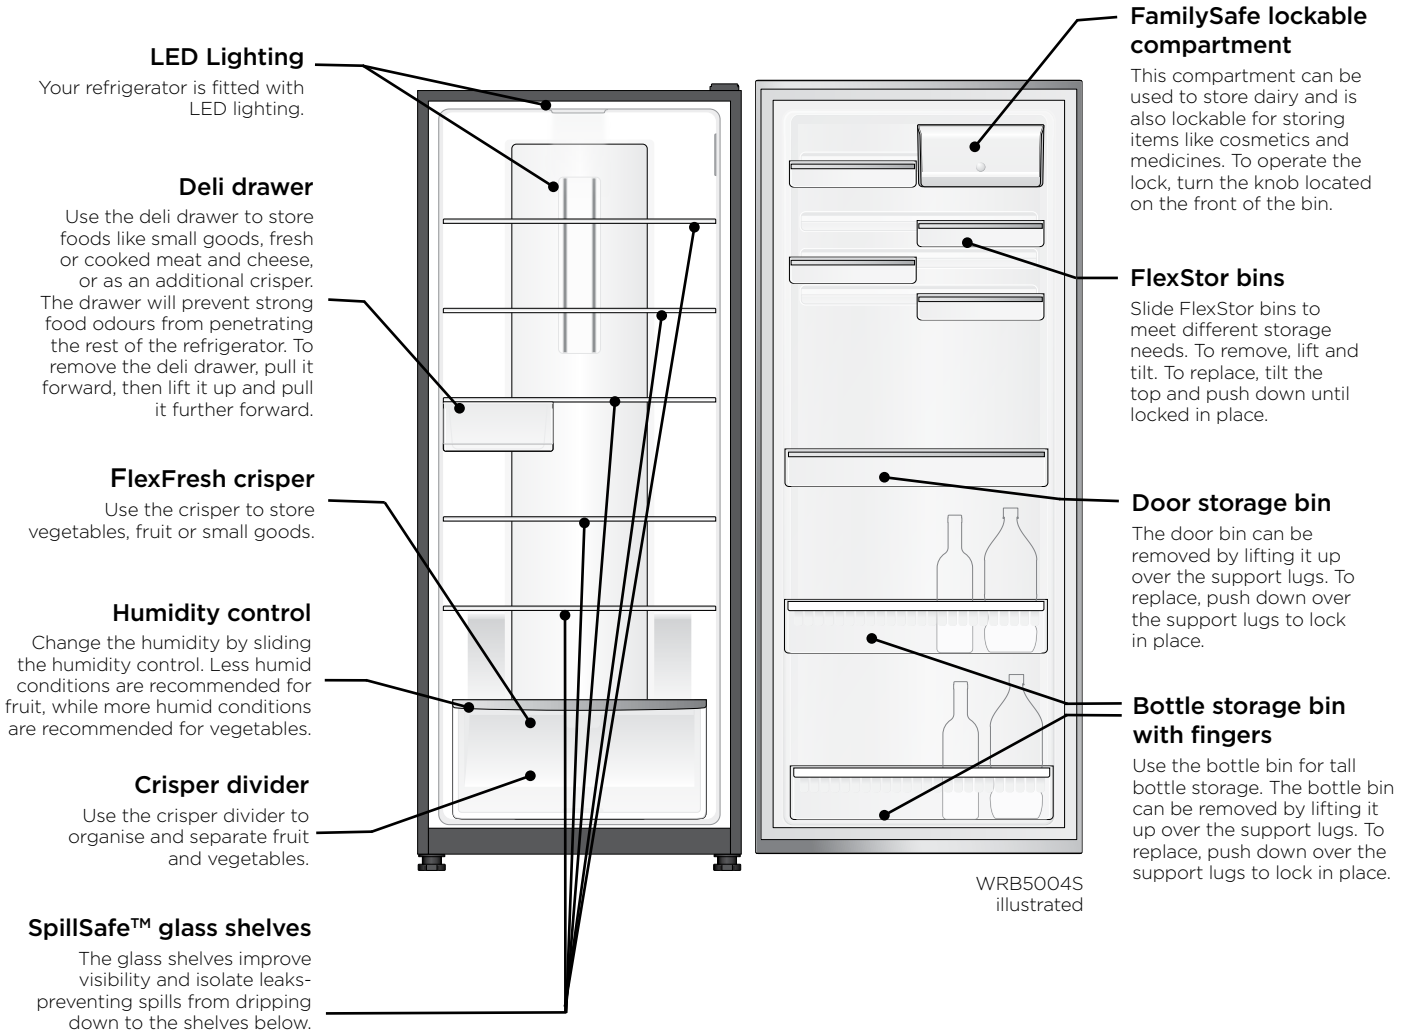 LED Lighting
Your refrigerator is fitted with
LED lighting.
Deli drawer
Use the deli drawer to store
foods like small goods, fresh
or cooked meat and cheese,
or as an additional crisper.
The drawer will prevent strong
food odours from penetrating
the rest of the refrigerator. To
remove the deli drawer, pull it
forward, then lift it up and pull
it further forward.
FlexFresh crisper
Use the crisper to store
vegetables, fruit or small goods.
Humidity control
Change the humidity by sliding
the humidity control. Less humid
conditions are recommended for
fruit, while more humid conditions
are recommended for vegetables.
Crisper divider
Use the crisper divider to
organise and separate fruit
and vegetables.
SpillSafe™ glass shelves
The glass shelves improve
visibility and isolate leaks-
preventing spills from dripping
down to the shelves below.
FamilySafe lockable
compartment
This compartment can be
used to store dairy and is
also lockable for storing
items like cosmetics and
medicines. To operate the
lock, turn the knob located
on the front of the bin.
FlexStor bins
Slide FlexStor bins to
meet different storage
needs. To remove, lift and
tilt. To replace, tilt the
top and push down until
locked in place.
Door storage bin
The door bin can be
removed by lifting it up
over the support lugs. To
replace, push down over
the support lugs to lock
in place.
Bottle storage bin
with fingers
Use the bottle bin for tall
bottle storage. The bottle bin
can be removed by lifting it
up over the support lugs. To
replace, push down over the
support lugs to lock in place.
WRB5004S
illustrated